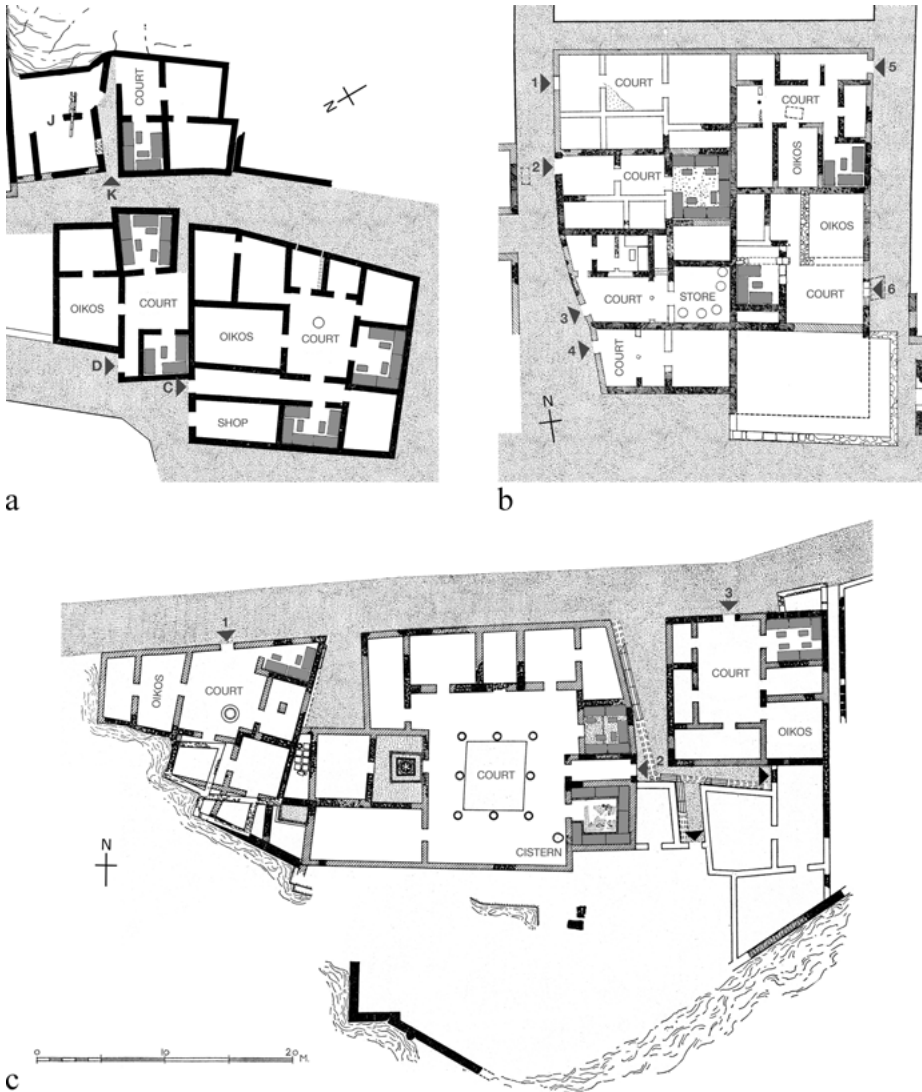 COURT
J
K
N
OIKOS
COURT
D
C
OIKOS
COURT
SHOP
a
1
COURT
5
COURT
2
COURT
OIKOS
OIKOS
COURT
STORE
3
COURT
6
4
COURT
N
b
1
3
OIKOS
COURT
COURT
COURT
2
OIKOS
CISTERN
N
0 10 20 M.
c